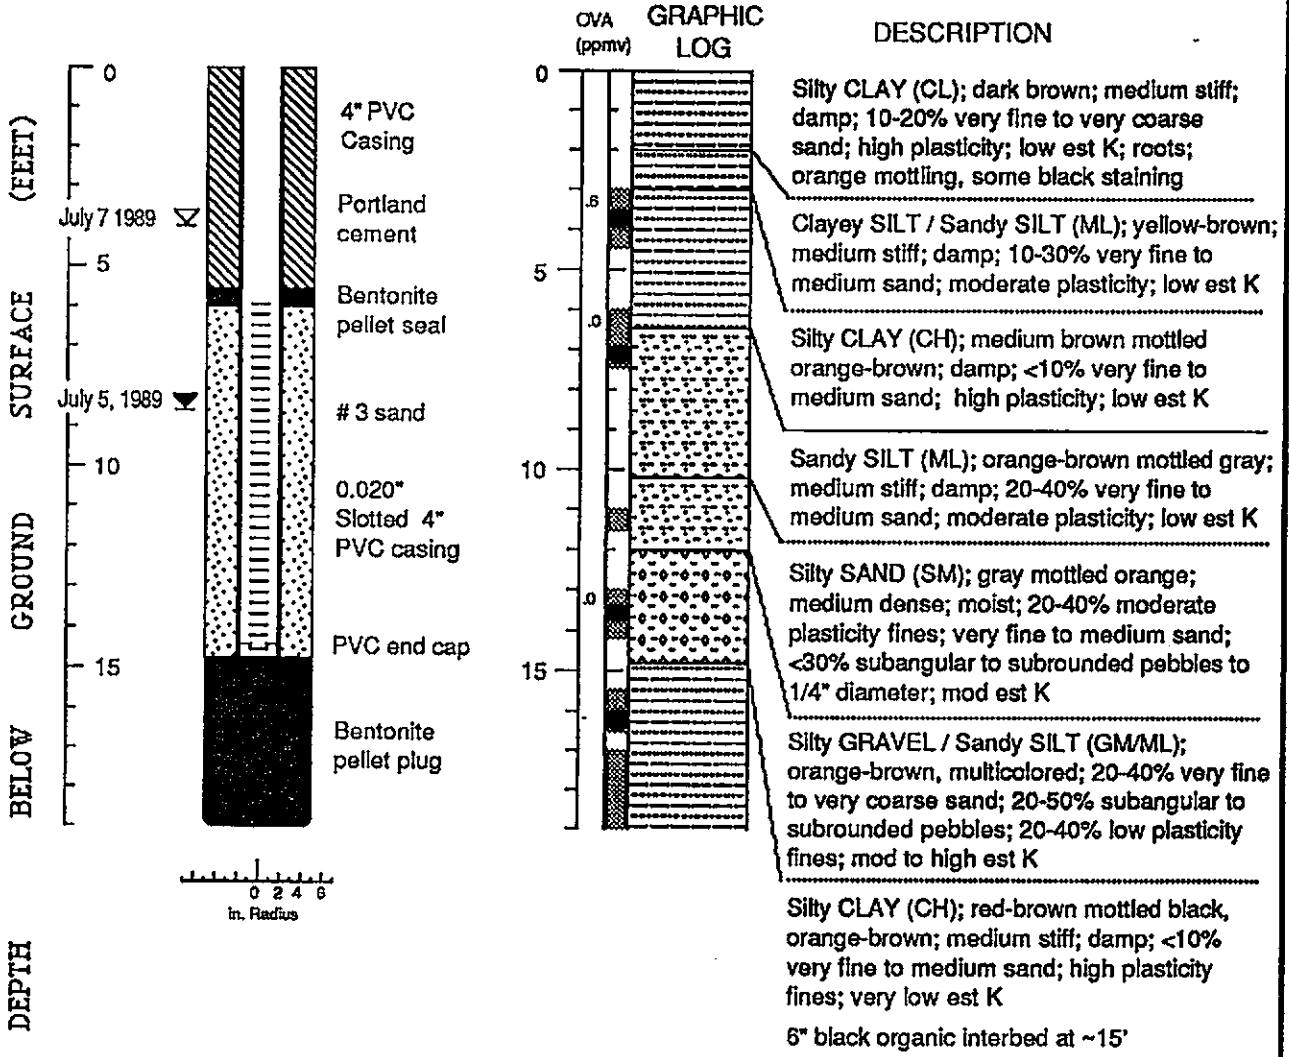 OVA
(ppmv)
GRAPHIC
LOG
DESCRIPTION
DEPTH BELOW GROUND SURFACE (FEET)
0
5
10
15
July 7 1989
July 5, 1989
4" PVC
Casing
Portland
cement
Bentonite
pellet seal
# 3 sand
0.020"
Slotted 4"
PVC casing
PVC end cap
Bentonite
pellet plug
0 2 4 6
in. Radius
0
5
10
15
.6
.0
.0
Silty CLAY (CL); dark brown; medium stiff;
damp; 10-20% very fine to very coarse
sand; high plasticity; low est K; roots;
orange mottling, some black staining
Clayey SILT / Sandy SILT (ML); yellow-brown;
medium stiff; damp; 10-30% very fine to
medium sand; moderate plasticity; low est K
Silty CLAY (CH); medium brown mottled
orange-brown; damp; <10% very fine to
medium sand; high plasticity; low est K
Sandy SILT (ML); orange-brown mottled gray;
medium stiff; damp; 20-40% very fine to
medium sand; moderate plasticity; low est K
Silty SAND (SM); gray mottled orange;
medium dense; moist; 20-40% moderate
plasticity fines; very fine to medium sand;
<30% subangular to subrounded pebbles to
1/4" diameter; mod est K
Silty GRAVEL / Sandy SILT (GM/ML);
orange-brown, multicolored; 20-40% very fine
to very coarse sand; 20-50% subangular to
subrounded pebbles; 20-40% low plasticity
fines; mod to high est K
Silty CLAY (CH); red-brown mottled black,
orange-brown; medium stiff; damp; <10%
very fine to medium sand; high plasticity
fines; very low est K
6" black organic interbed at ~15'